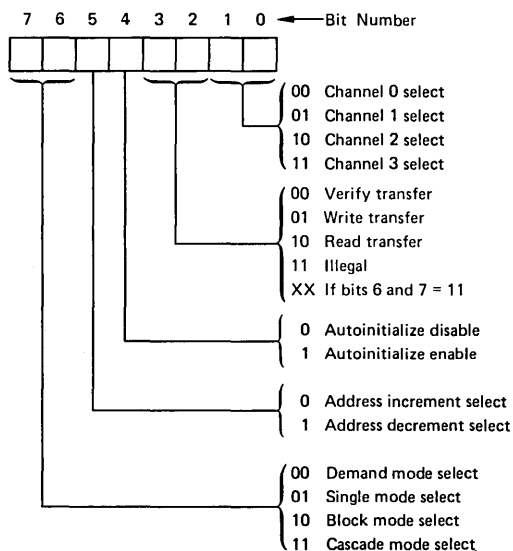 7 6 5 4 3 2 1 0 Bit Number
00 Channel 0 select
01 Channel 1 select
10 Channel 2 select
11 Channel 3 select
00 Verify transfer
01 Write transfer
10 Read transfer
11 Illegal
XX If bits 6 and 7 = 11
0 Autoinitialize disable
1 Autoinitialize enable
0 Address increment select
1 Address decrement select
00 Demand mode select
01 Single mode select
10 Block mode select
11 Cascade mode select